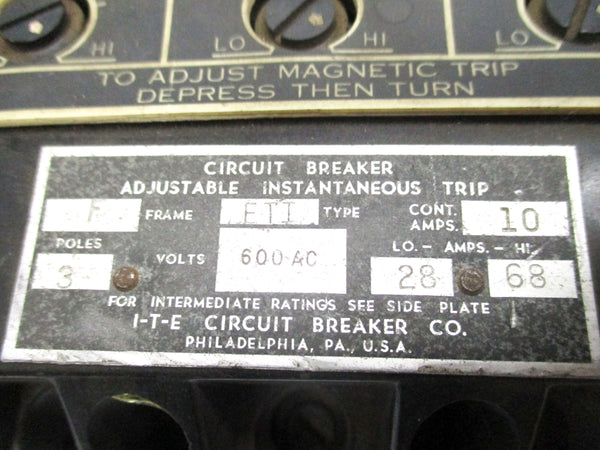 HI LO HI LO
TO ADJUST MAGNETIC TRIP
DEPRESS THEN TURN
CIRCUIT BREAKER
ADJUSTABLE INSTANTANEOUS TRIP
FRAME ETI TYPE CONT. AMPS. 10
POLES 3 VOLTS 600 AC LO. - AMPS. - HI. 28 68
FOR INTERMEDIATE RATINGS SEE SIDE PLATE
I-T-E CIRCUIT BREAKER CO.
PHILADELPHIA, PA., U.S.A.